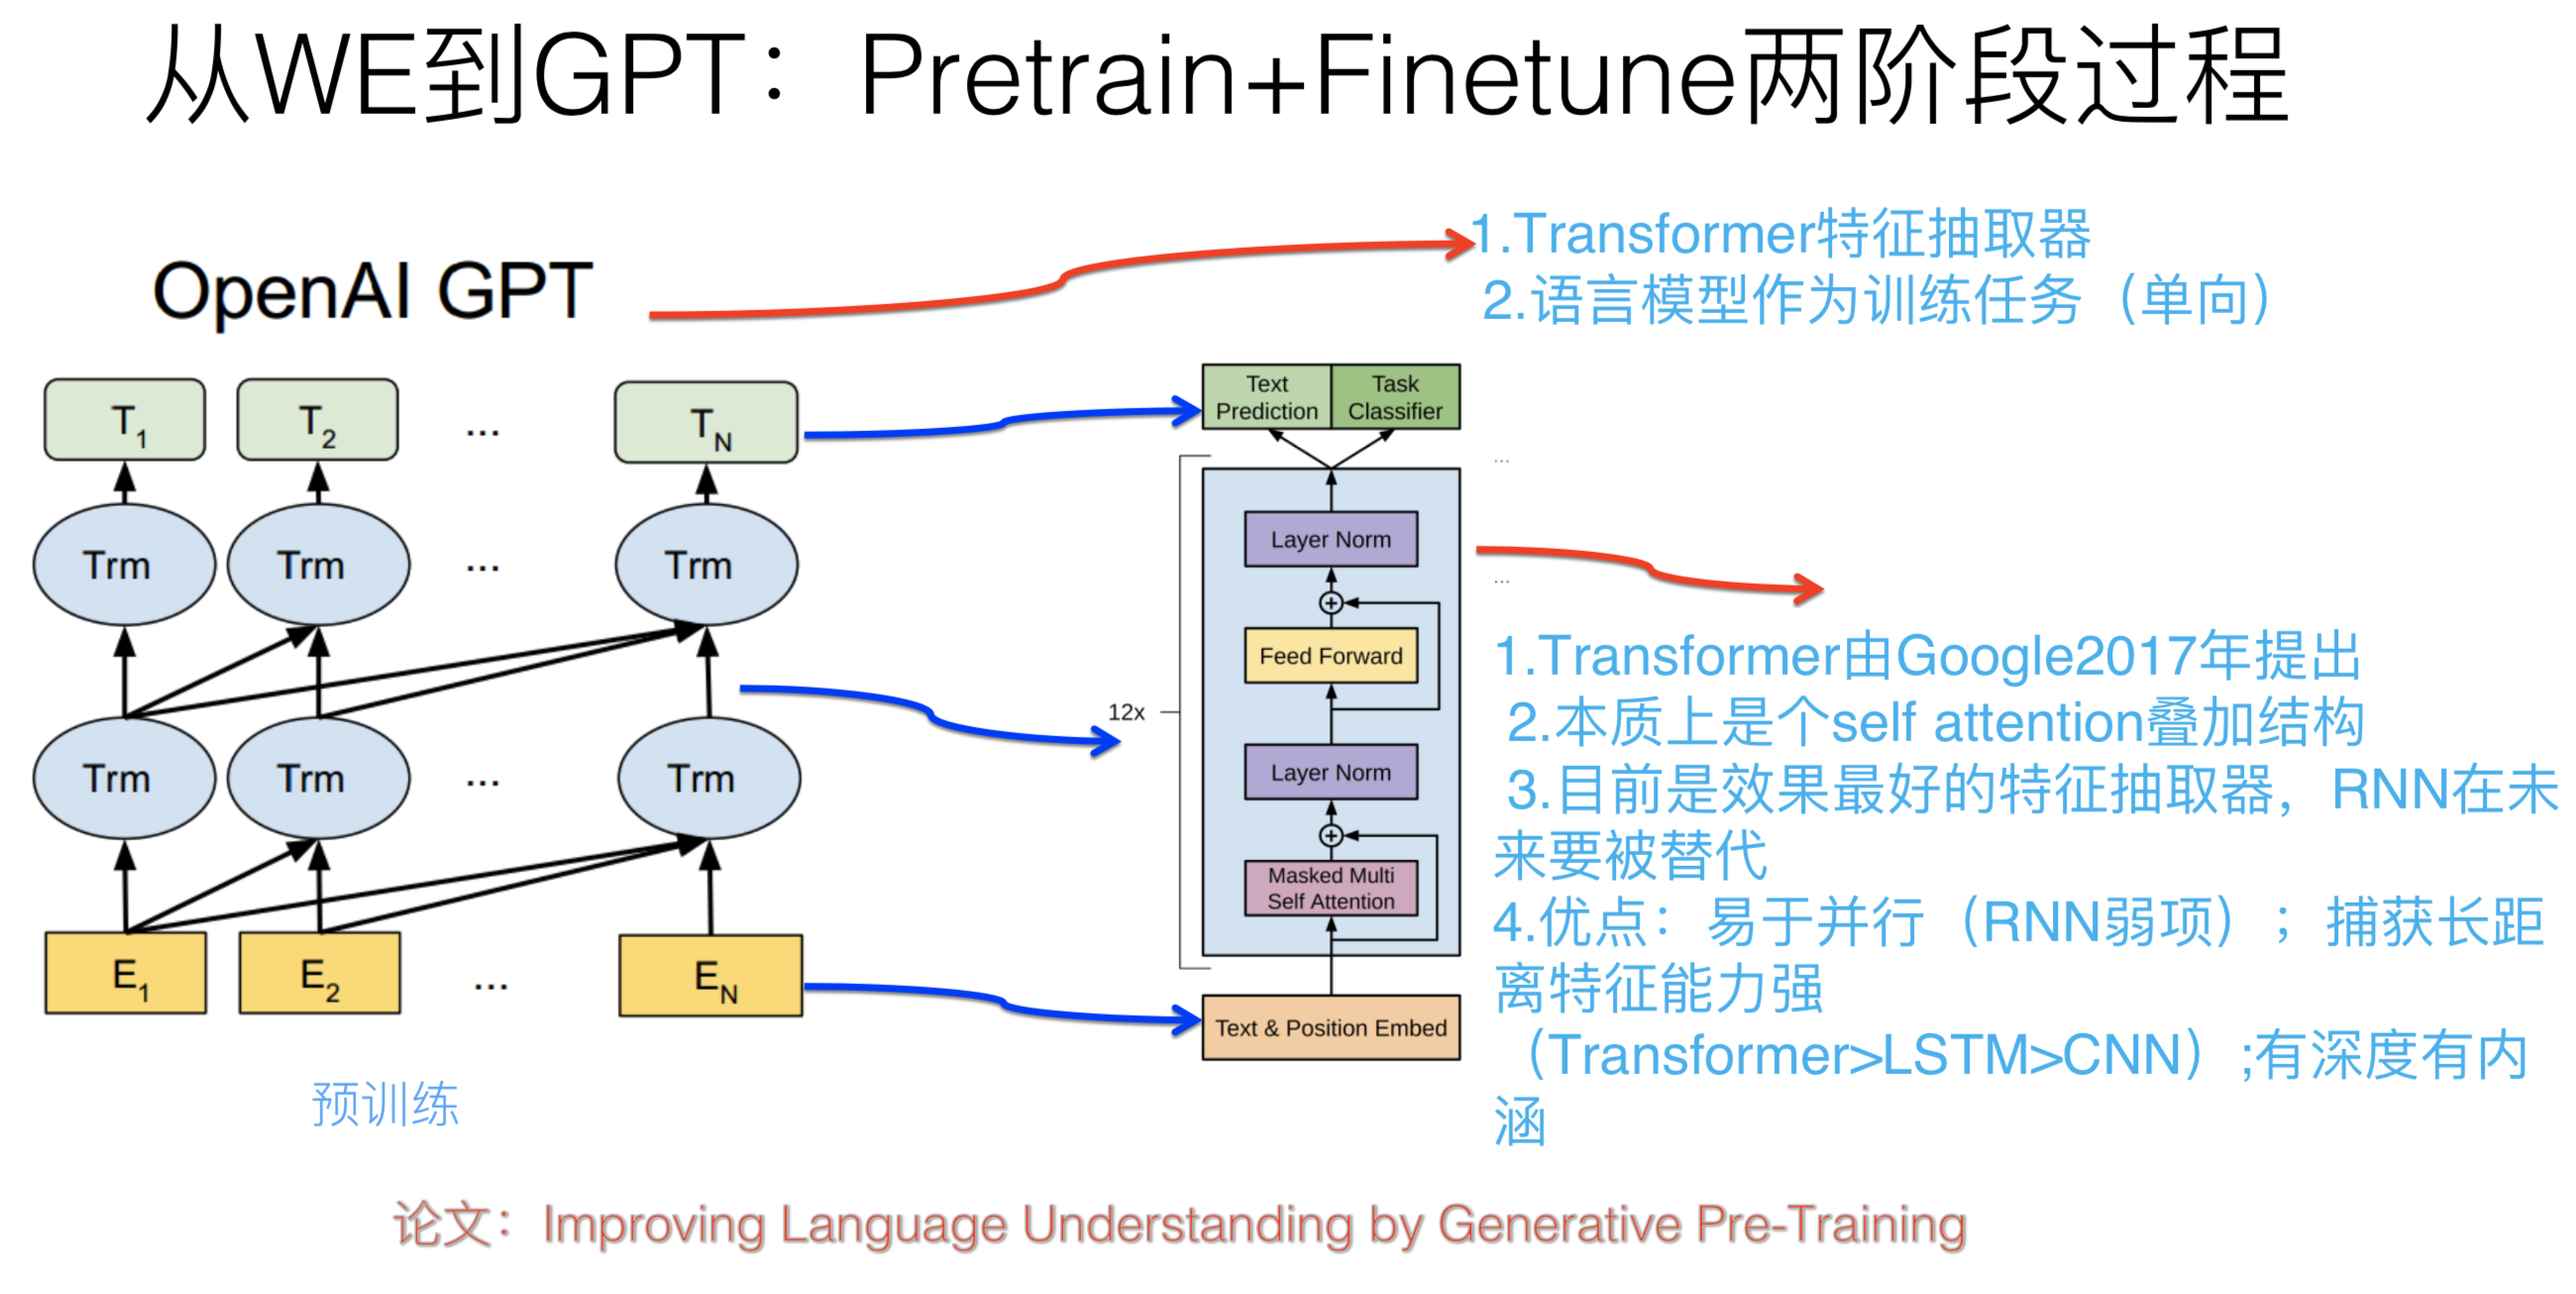 从WE到GPT：Pretrain+Finetune两阶段过程
OpenAI GPT
1.Transformer特征抽取器
2.语言模型作为训练任务（单向）
T1 T2 ... TN
Trm Trm ... Trm
Trm Trm ... Trm
E1 E2 ... EN
预训练
Text Prediction
Task Classifier
...
...
12x
Layer Norm
+
Feed Forward
Layer Norm
+
Masked Multi
Self Attention
Text & Position Embed
1.Transformer由Google2017年提出
2.本质上是个self attention叠加结构
3.目前是效果最好的特征抽取器，RNN在未
来要被替代
4.优点：易于并行（RNN弱项）；捕获长距
离特征能力强
（Transformer>LSTM>CNN）;有深度有内
涵
论文：Improving Language Understanding by Generative Pre-Training